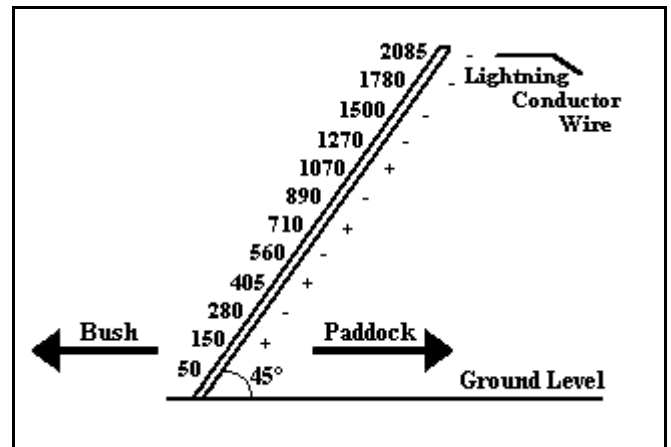 2085 -
Lightning
1780 -
Conductor
Wire
1500 -
1270 -
1070 +
890 -
710 +
560 -
405 +
280 -
Bush
Paddock
150 +
50
45°
Ground Level